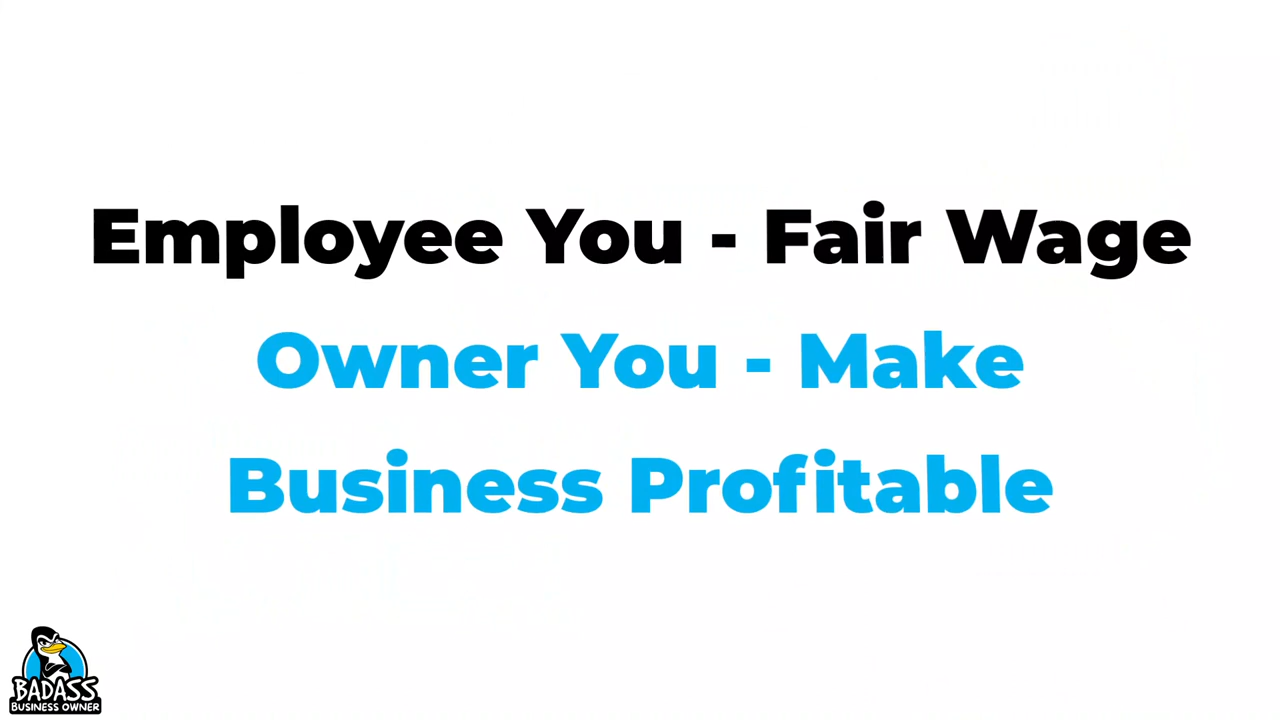 Employee You - Fair Wage
Owner You - Make
Business Profitable
BADASS
BUSINESS OWNER